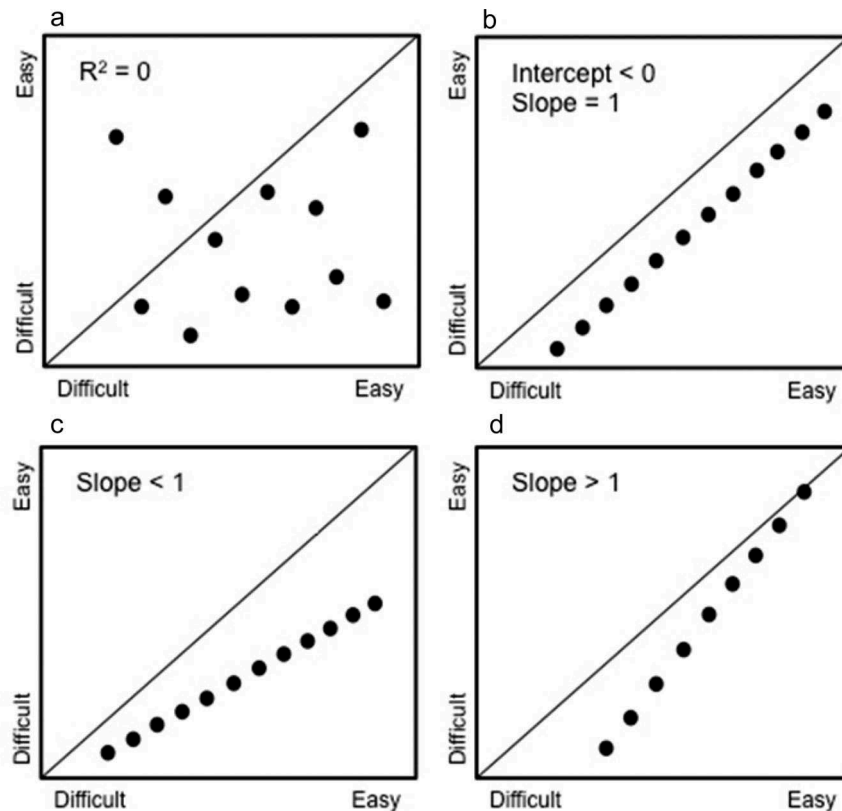 a
R² = 0
Easy
Difficult
Difficult
Easy
b
Intercept < 0
Slope = 1
Easy
Difficult
Difficult
Easy
c
Slope < 1
Easy
Difficult
Difficult
Easy
d
Slope > 1
Easy
Difficult
Difficult
Easy